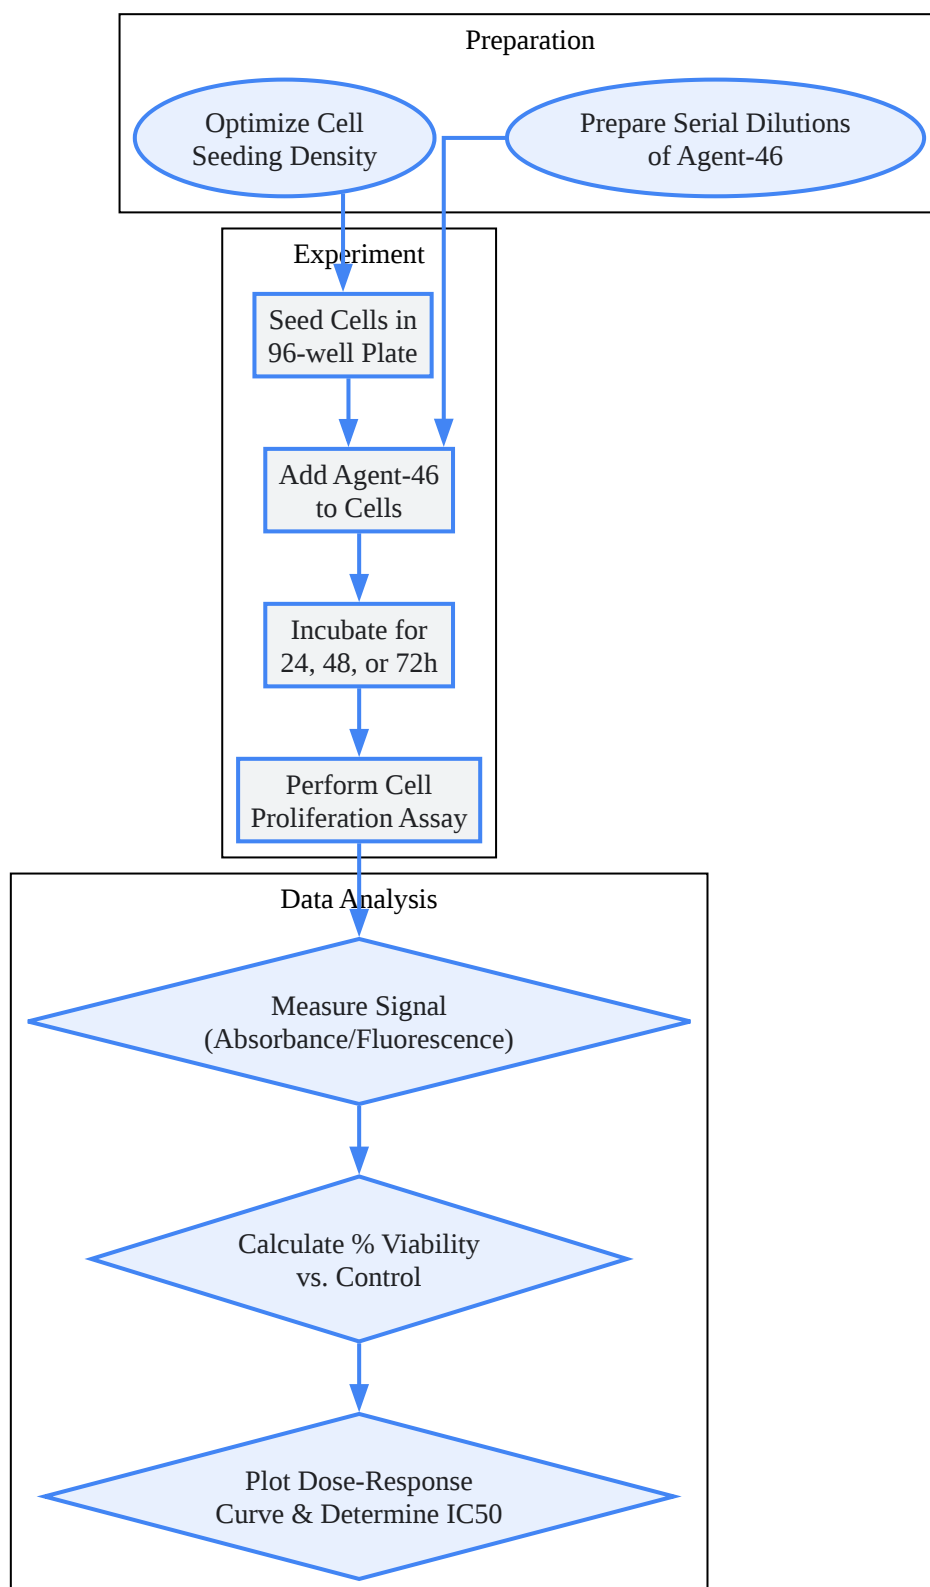 Preparation
Optimize Cell
Seeding Density
Prepare Serial Dilutions
of Agent-46
Experiment
Seed Cells in
96-well Plate
Add Agent-46
to Cells
Incubate for
24, 48, or 72h
Perform Cell
Proliferation Assay
Data Analysis
Measure Signal
(Absorbance/Fluorescence)
Calculate % Viability
vs. Control
Plot Dose-Response
Curve & Determine IC50